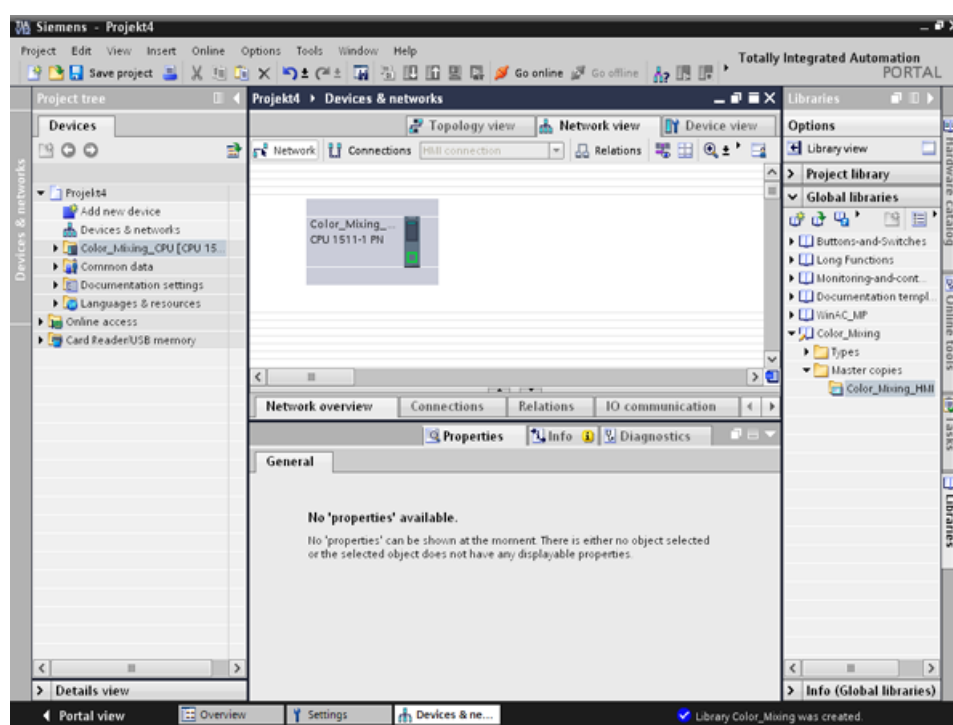 Siemens - Projekt4
Project Edit View Insert Online Options Tools Window Help
Save project Go online Go offline
Totally Integrated Automation
PORTAL
Project tree
Devices
Projekt4
Add new device
Devices & networks
Color_Mixing_CPU [CPU 15...
Common data
Documentation settings
Languages & resources
Online access
Card Reader/USB memory
Details view
Devices & networks
Projekt4 Devices & networks
Topology view Network view Device view
Network Connections HMI connection Relations
Color_Mixing_...
CPU 1511-1 PN
Network overview Connections Relations IO communication
Properties Info Diagnostics
General
No 'properties' available.
No 'properties' can be shown at the moment. There is either no object selected
or the selected object does not have any displayable properties.
Libraries
Options
Library view
Project library
Global libraries
Buttons-and-Switches
Long Functions
Monitoring-and-cont...
Documentation templ...
WinAC_MP
Color_Mixing
Types
Master copies
Color_Mixing_HMI
Info (Global libraries)
Hardware catalog
Online tools
Tasks
Libraries
Portal view Overview Settings Devices & ne... Library Color_Mixing was created.